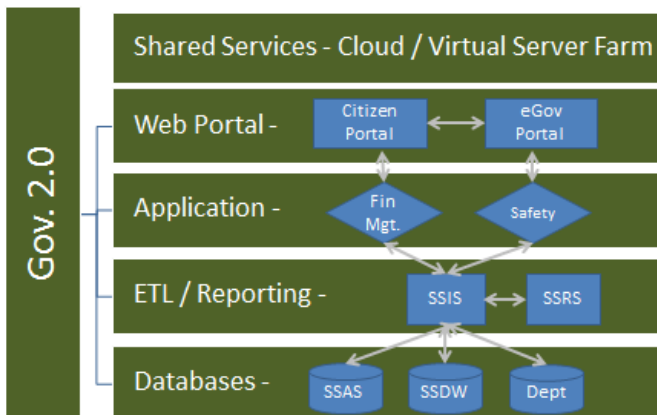 Gov. 2.0
Shared Services - Cloud / Virtual Server Farm
Web Portal -
Citizen
Portal
eGov
Portal
Application -
Fin
Mgt.
Safety
ETL / Reporting -
SSIS
SSRS
Databases -
SSAS
SSDW
Dept